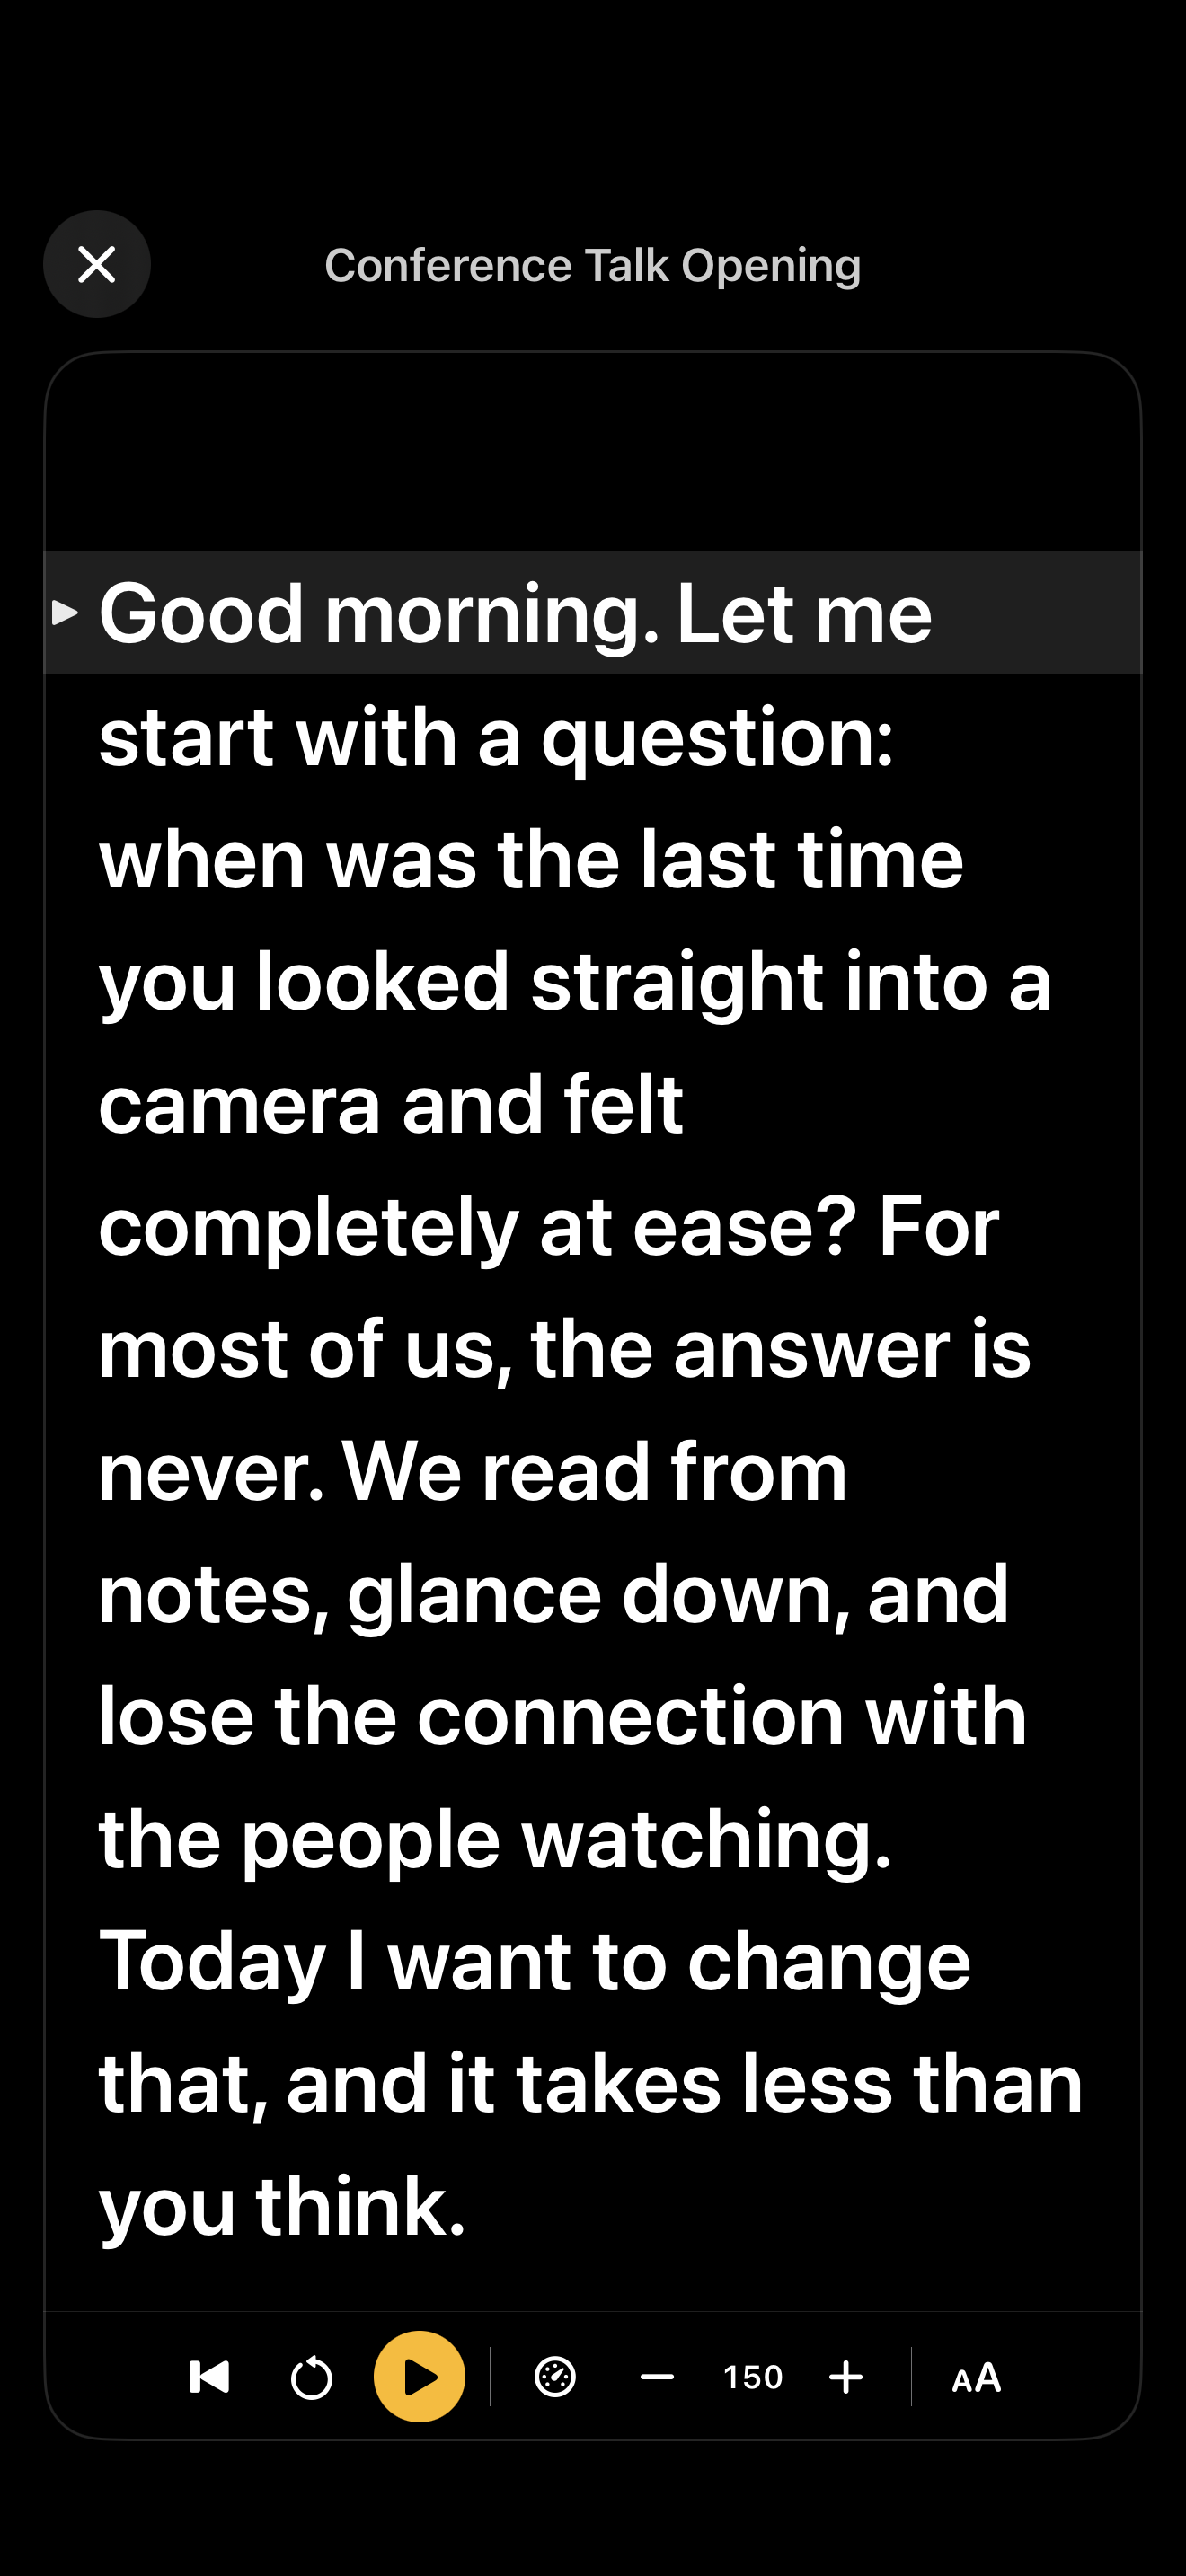 Conference Talk Opening
Good morning. Let me
start with a question:
when was the last time
you looked straight into a
camera and felt
completely at ease? For
most of us, the answer is
never. We read from
notes, glance down, and
lose the connection with
the people watching.
Today I want to change
that, and it takes less than
you think.
150
AA